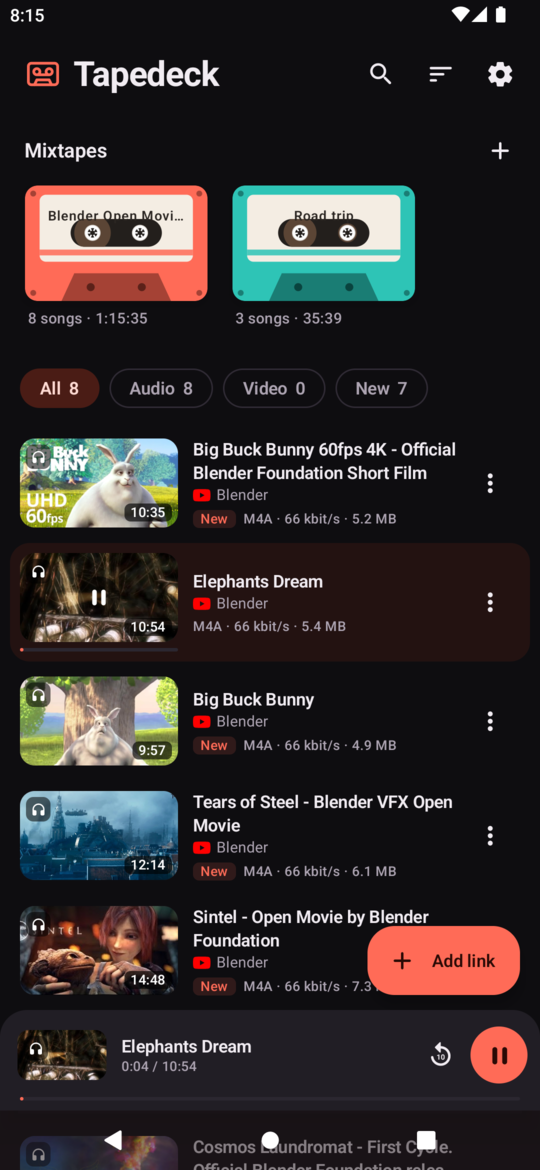 8:15
Tapedeck
Mixtapes
Blender Open Movi…
Road trip
8 songs · 1:15:35
3 songs · 35:39
All 8
Audio 8
Video 0
New 7
Big Buck Bunny 60fps 4K - Official
Blender Foundation Short Film
Blender
New M4A · 66 kbit/s · 5.2 MB
Buck
UHD
60fps
10:35
Elephants Dream
Blender
M4A · 66 kbit/s · 5.4 MB
10:54
Big Buck Bunny
Blender
New M4A · 66 kbit/s · 4.9 MB
9:57
Tears of Steel - Blender VFX Open
Movie
Blender
New M4A · 66 kbit/s · 6.1 MB
12:14
Sintel - Open Movie by Blender
Foundation
Blender
New M4A · 66 kbit/s · 7.3
14:48
Add link
Elephants Dream
0:04 / 10:54
10
Cosmos Laundromat - First Cycle.
Official Blender Foundation release